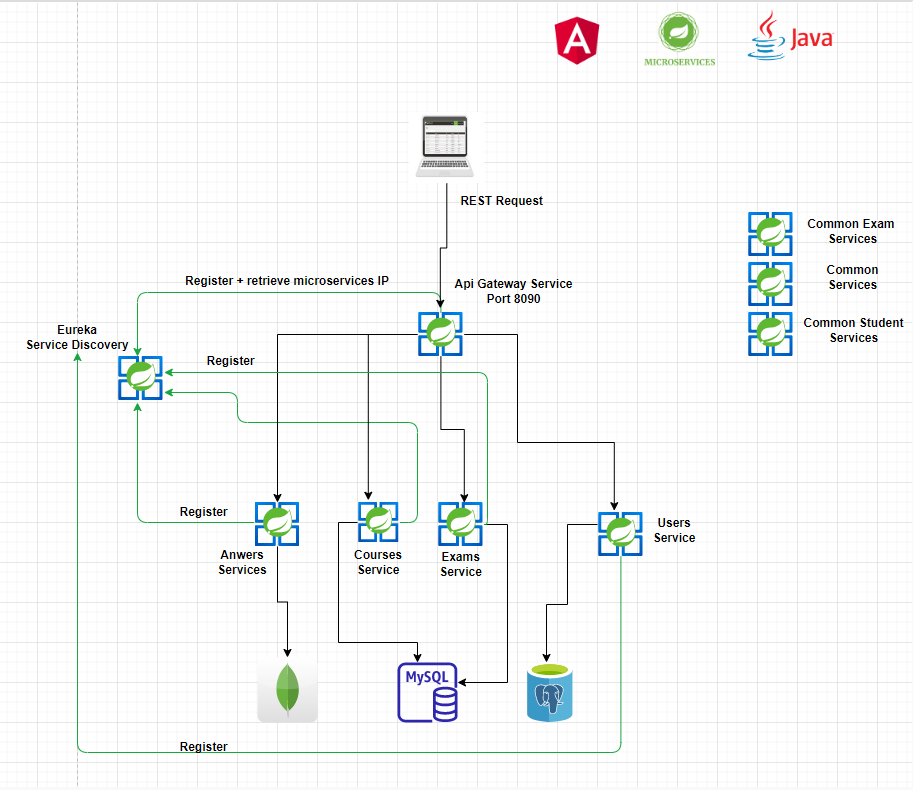 A
MICROSERVICES
Java
REST Request
Common Exam
Services
Common
Services
Common Student
Services
Register + retrieve microservices IP
Api Gateway Service
Port 8090
Eureka
Service Discovery
Register
Register
Anwers
Services
Courses
Service
Exams
Service
Users
Service
MySQL
Register